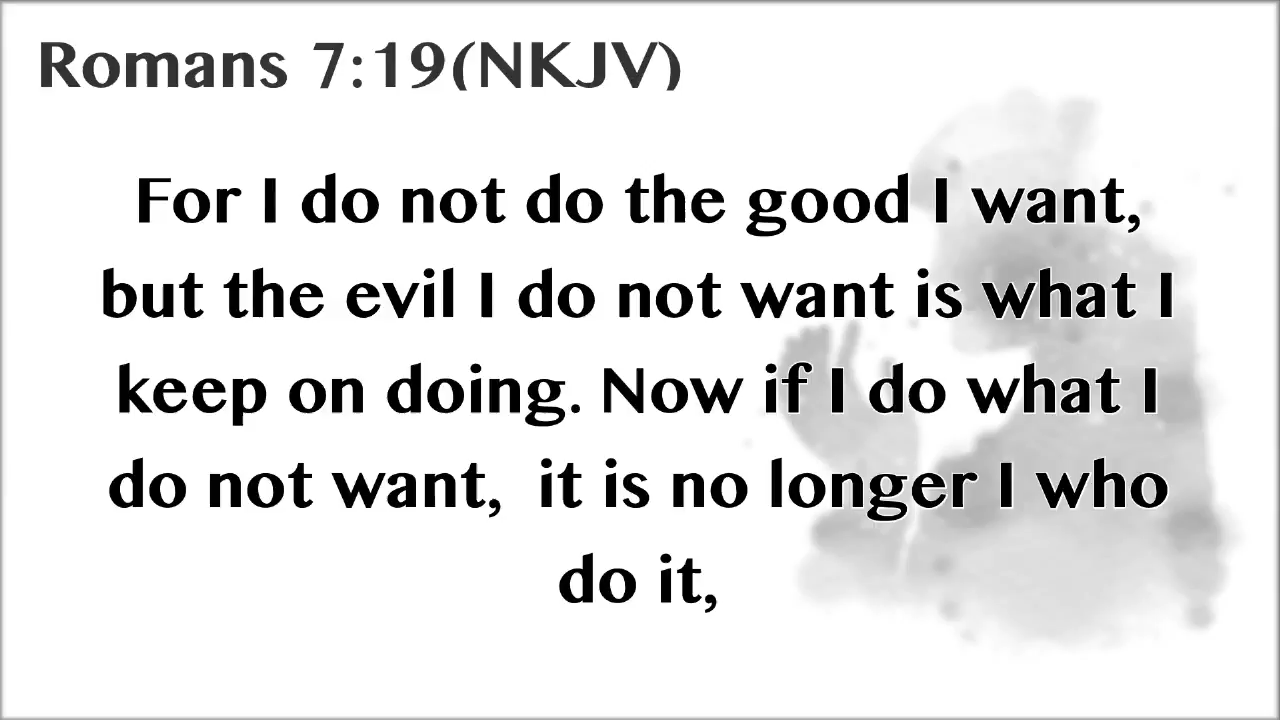 Romans 7:19(NKJV)
For I do not do the good I want,
but the evil I do not want is what I
keep on doing. Now if I do what I
do not want,  it is no longer I who
do it,